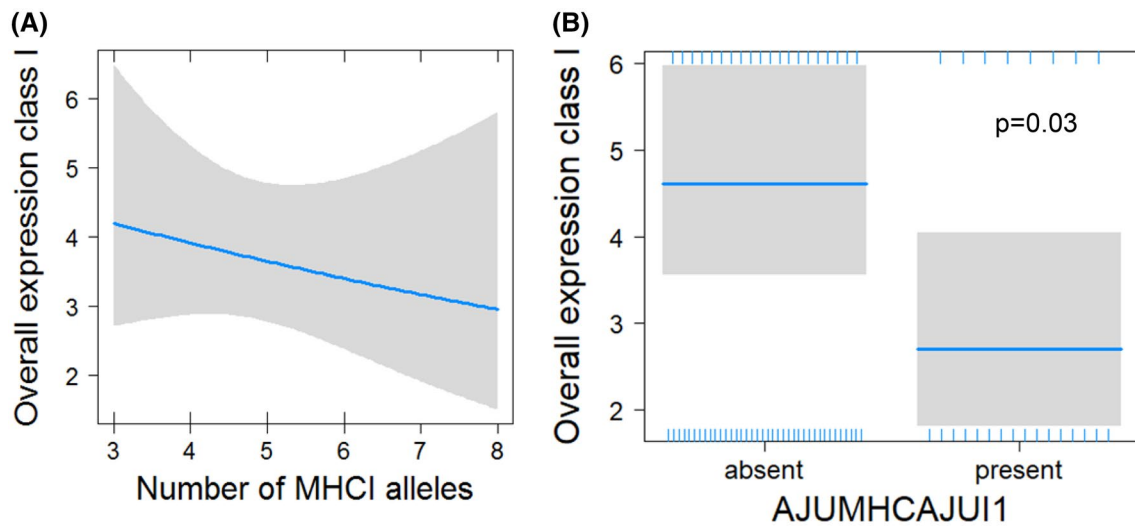 (A)
Overall expression class I
6
5
4
3
2
3 4 5 6 7 8
Number of MHCI alleles
(B)
Overall expression class I
6
5
4
3
2
p=0.03
absent present
AJUMHCAJUI1